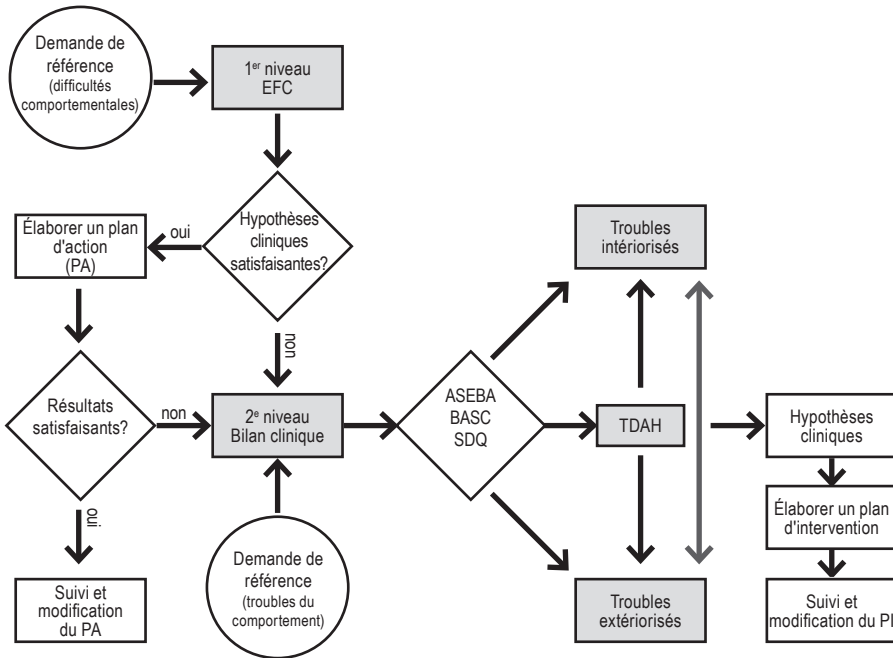 Demande de
référence
(difficultés
comportementales)
1er niveau
EFC
Hypothèses
cliniques
satisfaisantes?
oui
Élaborer un plan
d'action
(PA)
non
Résultats
satisfaisants?
non
oui
Suivi et
modification
du PA
2e niveau
Bilan clinique
Demande de
référence
(troubles du
comportement)
ASEBA
BASC
SDQ
Troubles
intériorisés
TDAH
Troubles
extériorisés
Hypothèses
cliniques
Élaborer un plan
d'intervention
Suivi et
modification du PI